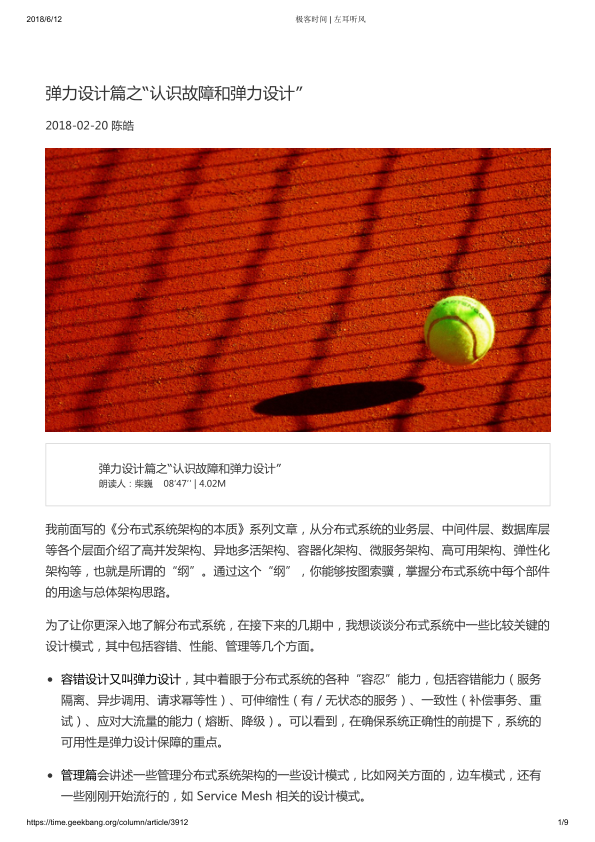 2018/6/12
极客时间 | 左耳听风
弹力设计篇之“认识故障和弹力设计”
2018-02-20 陈皓
弹力设计篇之“认识故障和弹力设计”
朗读人：柴巍 08′47′′ | 4.02M
我前面写的《分布式系统架构的本质》系列文章，从分布式系统的业务层、中间件层、数据库层
等各个层面介绍了高并发架构、异地多活架构、容器化架构、微服务架构、高可用架构、弹性化
架构等，也就是所谓的“纲”。通过这个“纲”，你能够按图索骥，掌握分布式系统中每个部件
的用途与总体架构思路。
为了让你更深入地了解分布式系统，在接下来的几期中，我想谈谈分布式系统中一些比较关键的
设计模式，其中包括容错、性能、管理等几个方面。
• 容错设计又叫弹力设计，其中着眼于分布式系统的各种“容忍”能力，包括容错能力（服务
隔离、异步调用、请求幂等性）、可伸缩性（有 / 无状态的服务）、一致性（补偿事务、重
试）、应对大流量的能力（熔断、降级）。可以看到，在确保系统正确性的前提下，系统的
可用性是弹力设计保障的重点。
• 管理篇会讲述一些管理分布式系统架构的一些设计模式，比如网关方面的，边车模式，还有
一些刚刚开始流行的，如 Service Mesh 相关的设计模式。
https://time.geekbang.org/column/article/3912
1/9